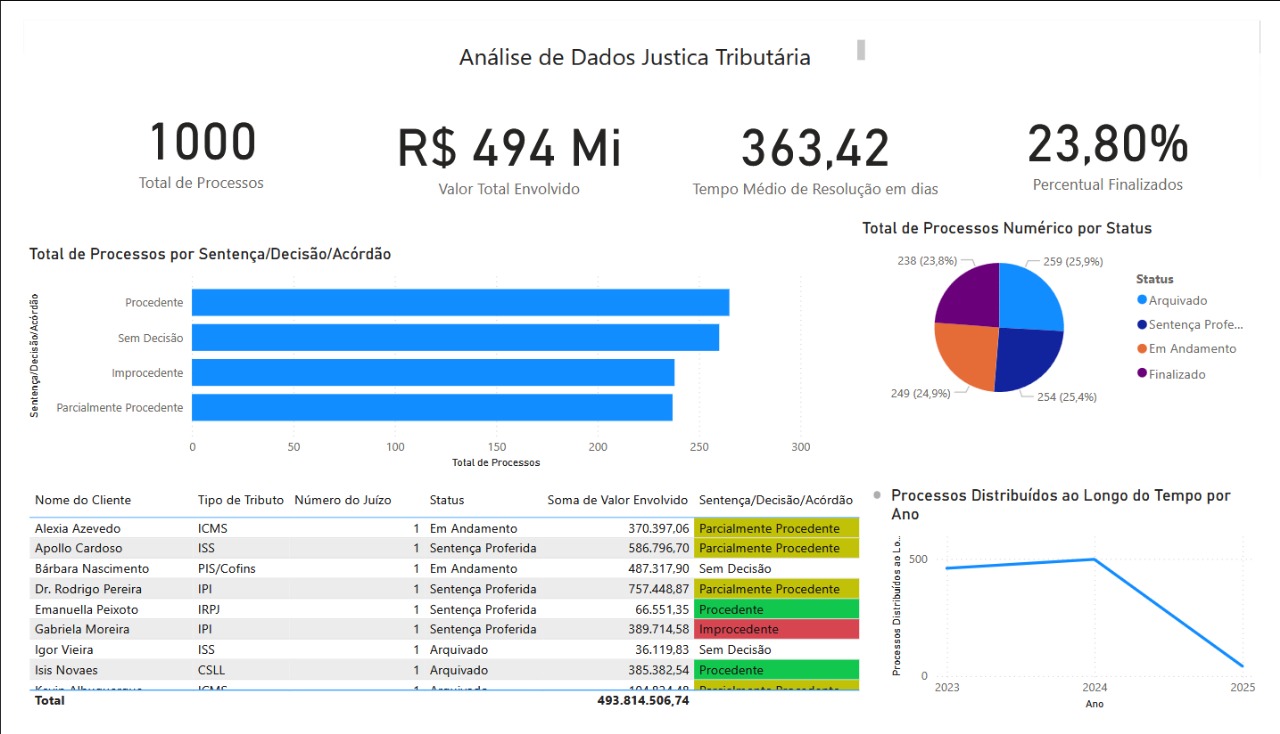 Análise de Dados Justica Tributária
1000
Total de Processos
R$ 494 Mi
Valor Total Envolvido
363,42
Tempo Médio de Resolução em dias
23,80%
Percentual Finalizados
Total de Processos por Sentença/Decisão/Acórdão
Sentença/Decisão/Acórdão
Procedente
Sem Decisão
Improcedente
Parcialmente Procedente
0 50 100 150 200 250 300
Total de Processos
Total de Processos Numérico por Status
238 (23,8%)
259 (25,9%)
249 (24,9%)
254 (25,4%)
Status
Arquivado
Sentença Profe...
Em Andamento
Finalizado
Nome do Cliente Tipo de Tributo Número do Juízo Status Soma de Valor Envolvido Sentença/Decisão/Acórdão
Alexia Azevedo ICMS 1 Em Andamento 370.397,06 Parcialmente Procedente
Apollo Cardoso ISS 1 Sentença Proferida 586.796,70 Parcialmente Procedente
Bárbara Nascimento PIS/Cofins 1 Em Andamento 487.317,90 Sem Decisão
Dr. Rodrigo Pereira IPI 1 Sentença Proferida 757.448,87 Parcialmente Procedente
Emanuella Peixoto IRPJ 1 Sentença Proferida 66.551,35 Procedente
Gabriela Moreira IPI 1 Sentença Proferida 389.714,58 Improcedente
Igor Vieira ISS 1 Arquivado 36.119,83 Sem Decisão
Isis Novaes CSLL 1 Arquivado 385.382,54 Procedente
ICMS 1 Arquivado Parcialmente Procedente
Total 493.814.506,74
Processos Distribuídos ao Longo do Tempo por
Ano
Processos Distribuídos ao Lo...
500
0
2023 2024 2025
Ano